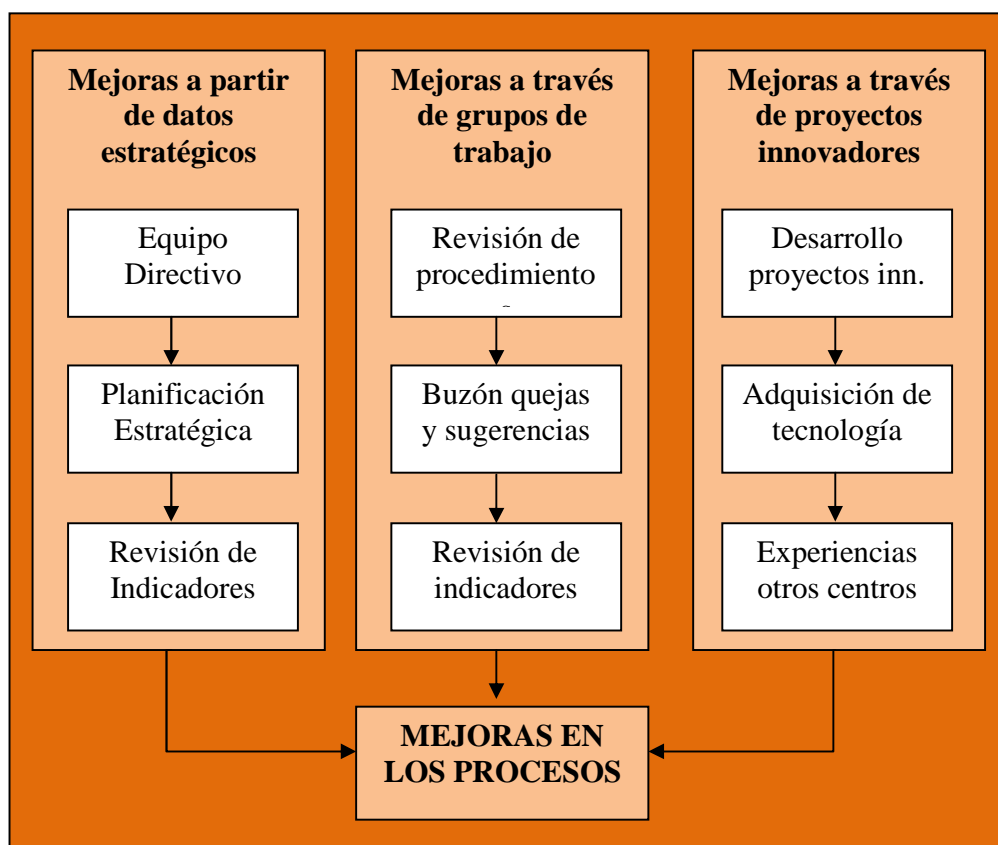 Mejoras a partir
de datos
estratégicos
Equipo
Directivo
Planificación
Estratégica
Revisión de
Indicadores
Mejoras a través
de grupos de
trabajo
Revisión de
procedimiento
Buzón quejas
y sugerencias
Revisión de
indicadores
Mejoras a través
de proyectos
innovadores
Desarrollo
proyectos inn.
Adquisición de
tecnología
Experiencias
otros centros
MEJORAS EN
LOS PROCESOS